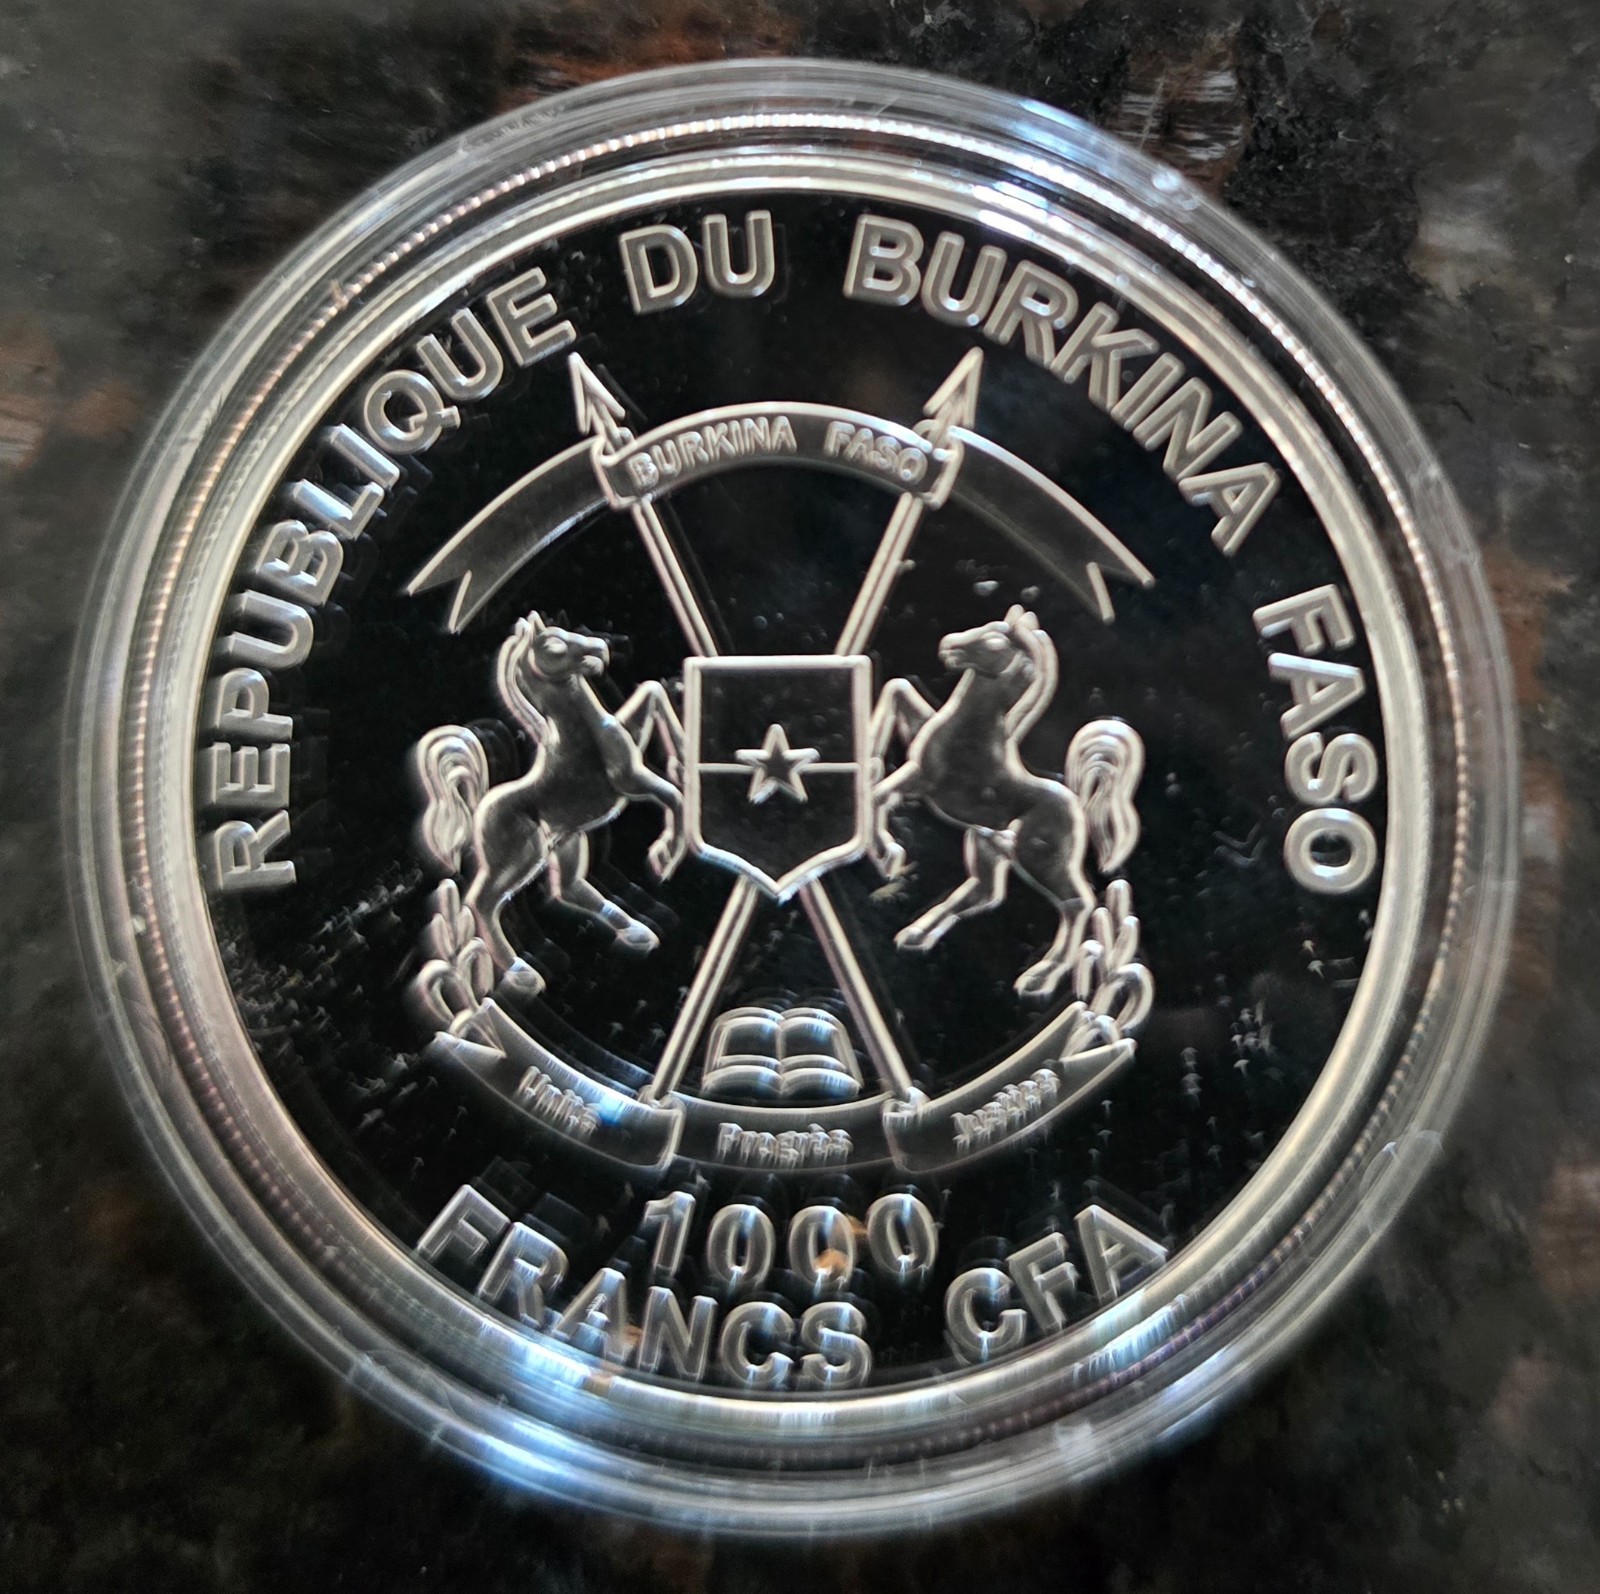 REPUBLIQUE DU BURKINA FASO
BURKINA FASO
Unité
Progrès
Justice
1000
FRANCS CFA